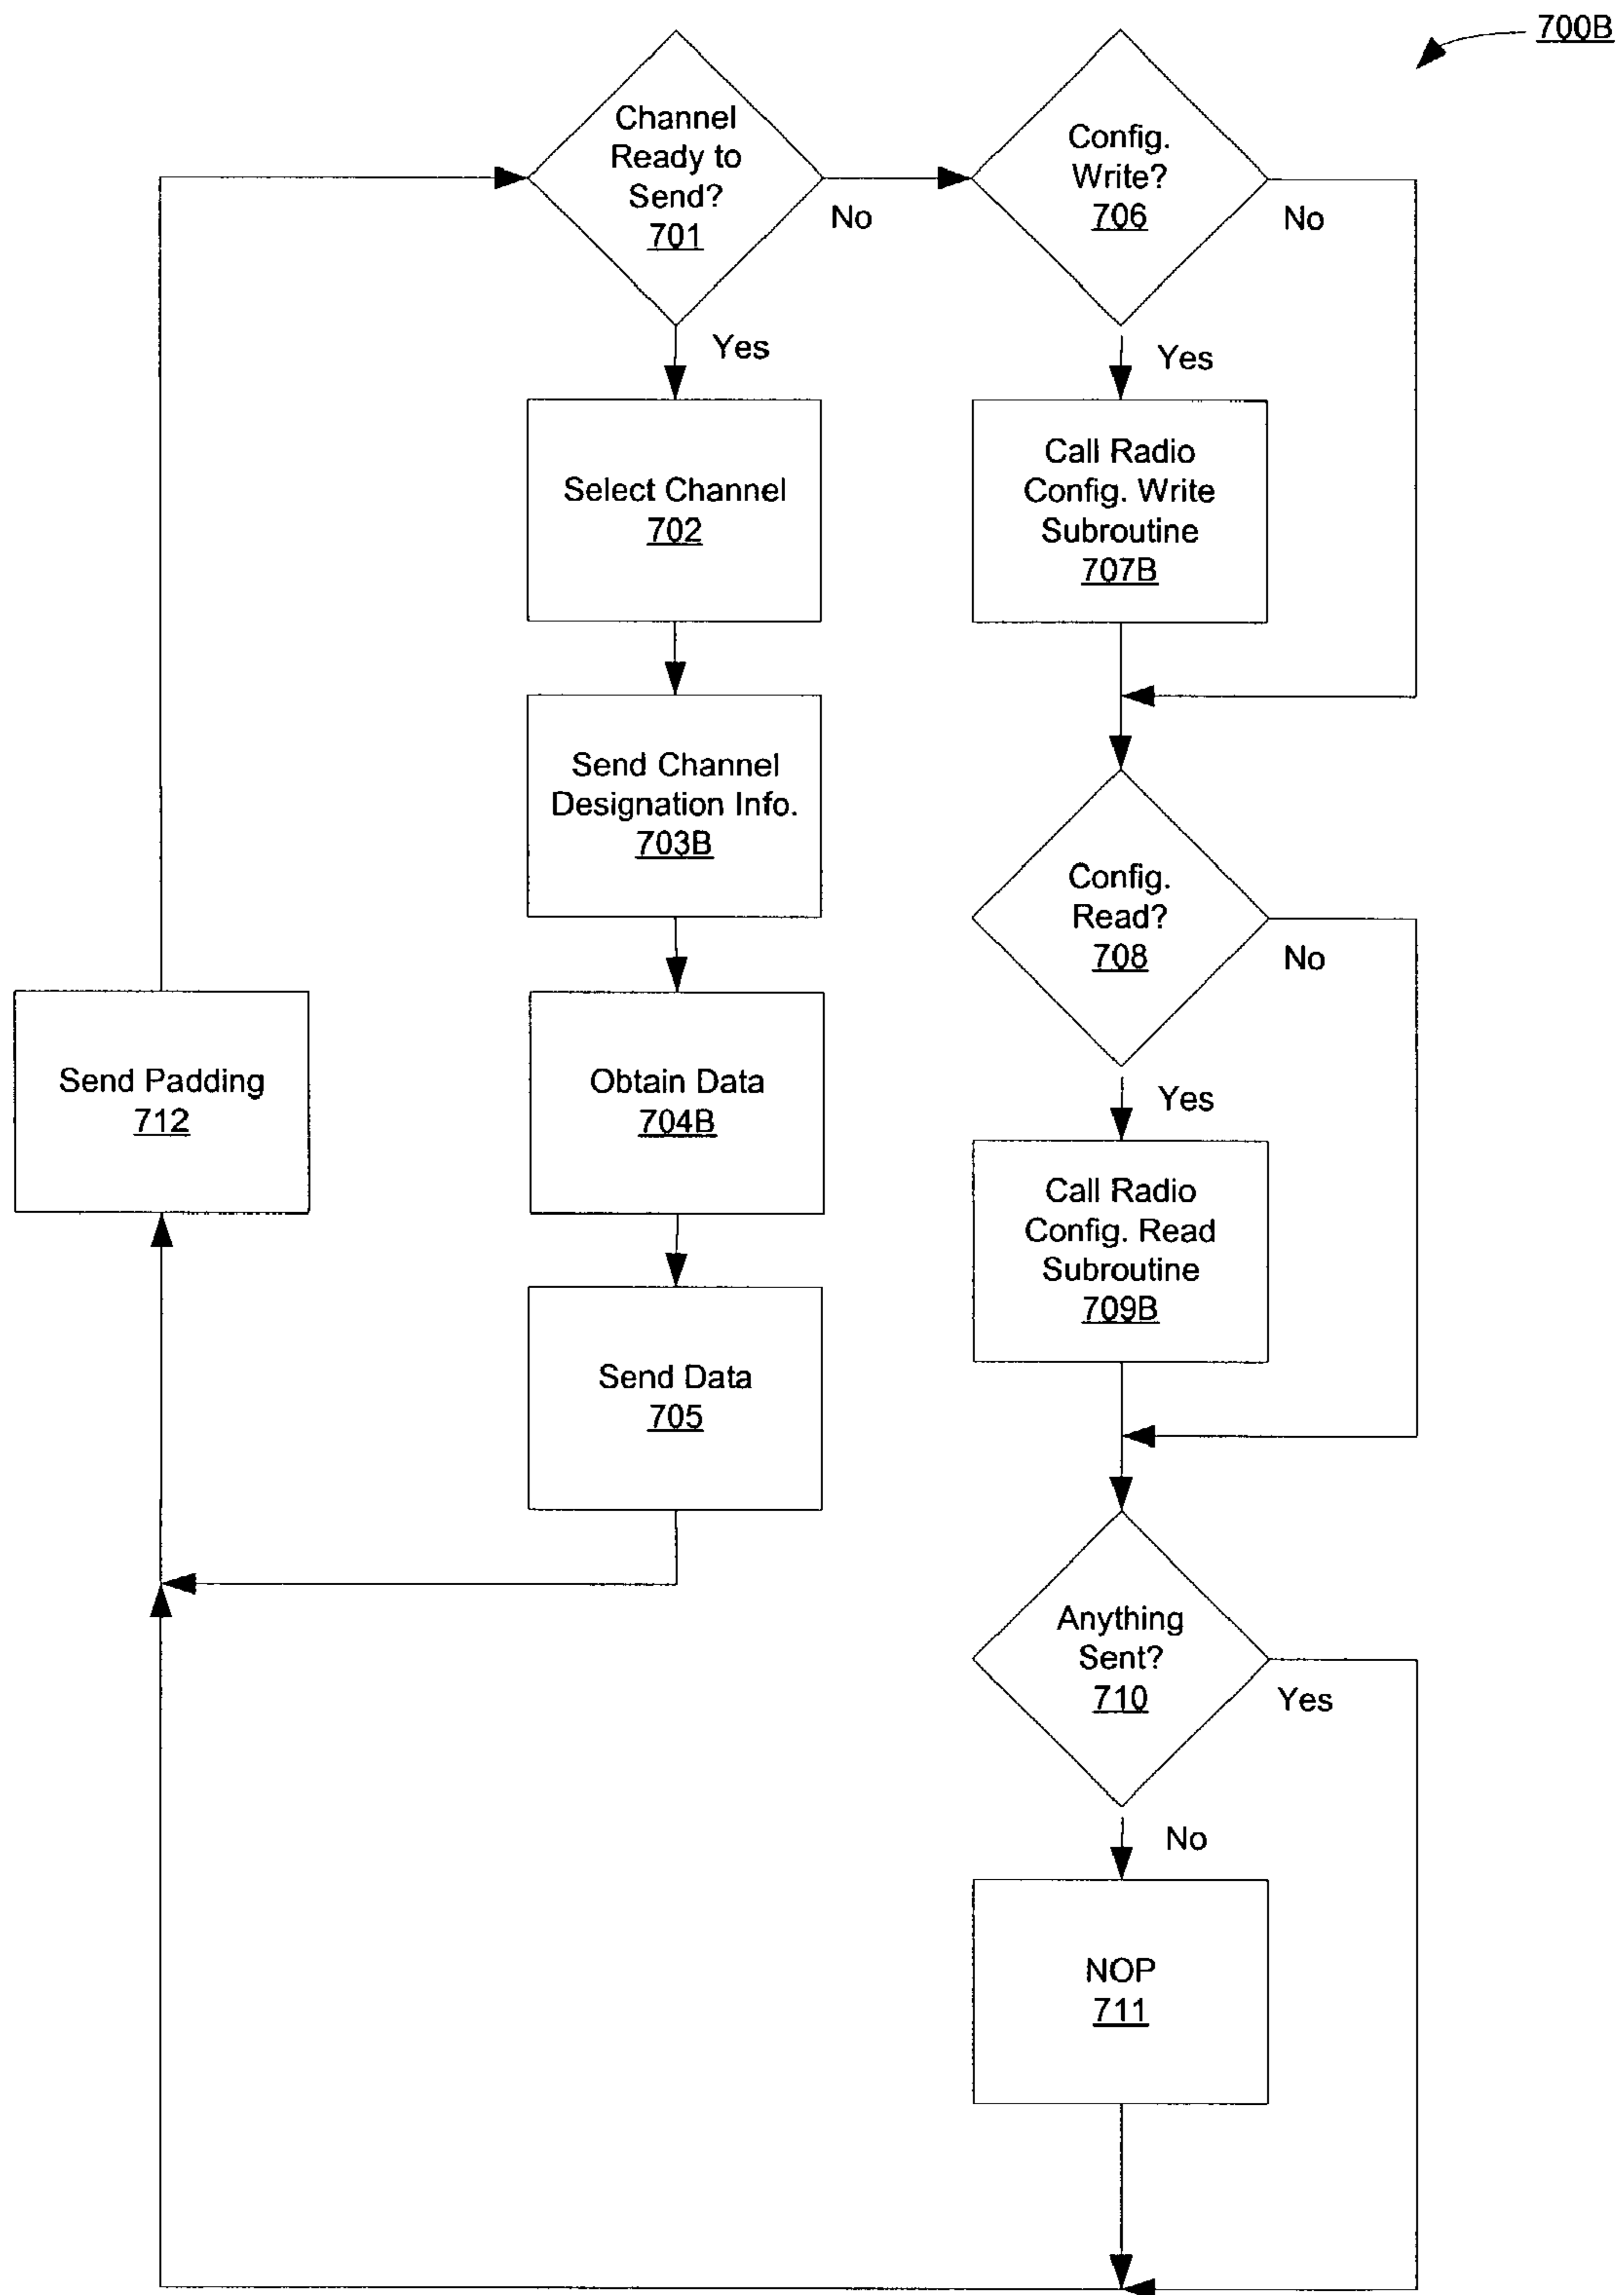 700B
Channel
Ready to
Send?
701
No
Yes
Config.
Write?
706
No
Yes
Select Channel
702
Call Radio
Config. Write
Subroutine
707B
Send Channel
Designation Info.
703B
Config.
Read?
708
No
Yes
Send Padding
712
Obtain Data
704B
Call Radio
Config. Read
Subroutine
709B
Send Data
705
Anything
Sent?
710
Yes
No
NOP
711